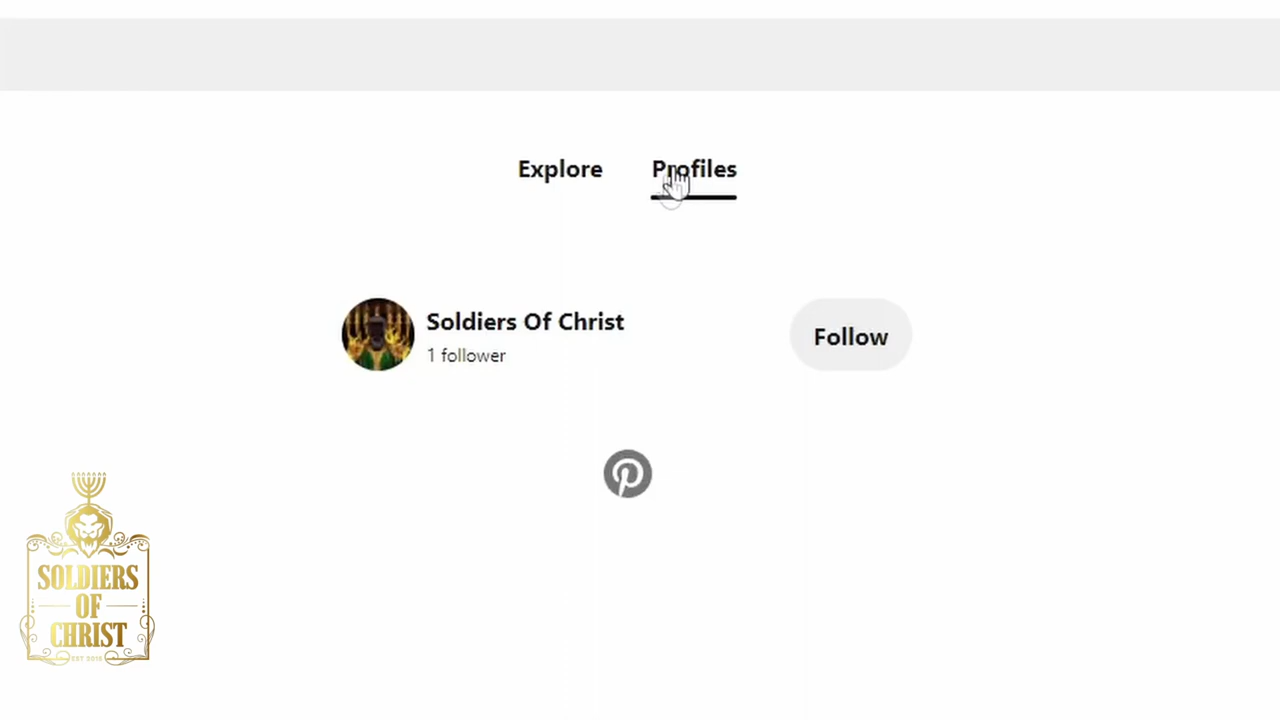 Explore
Profiles
Soldiers Of Christ
1 follower
Follow
SOLDIERS
OF
CHRIST